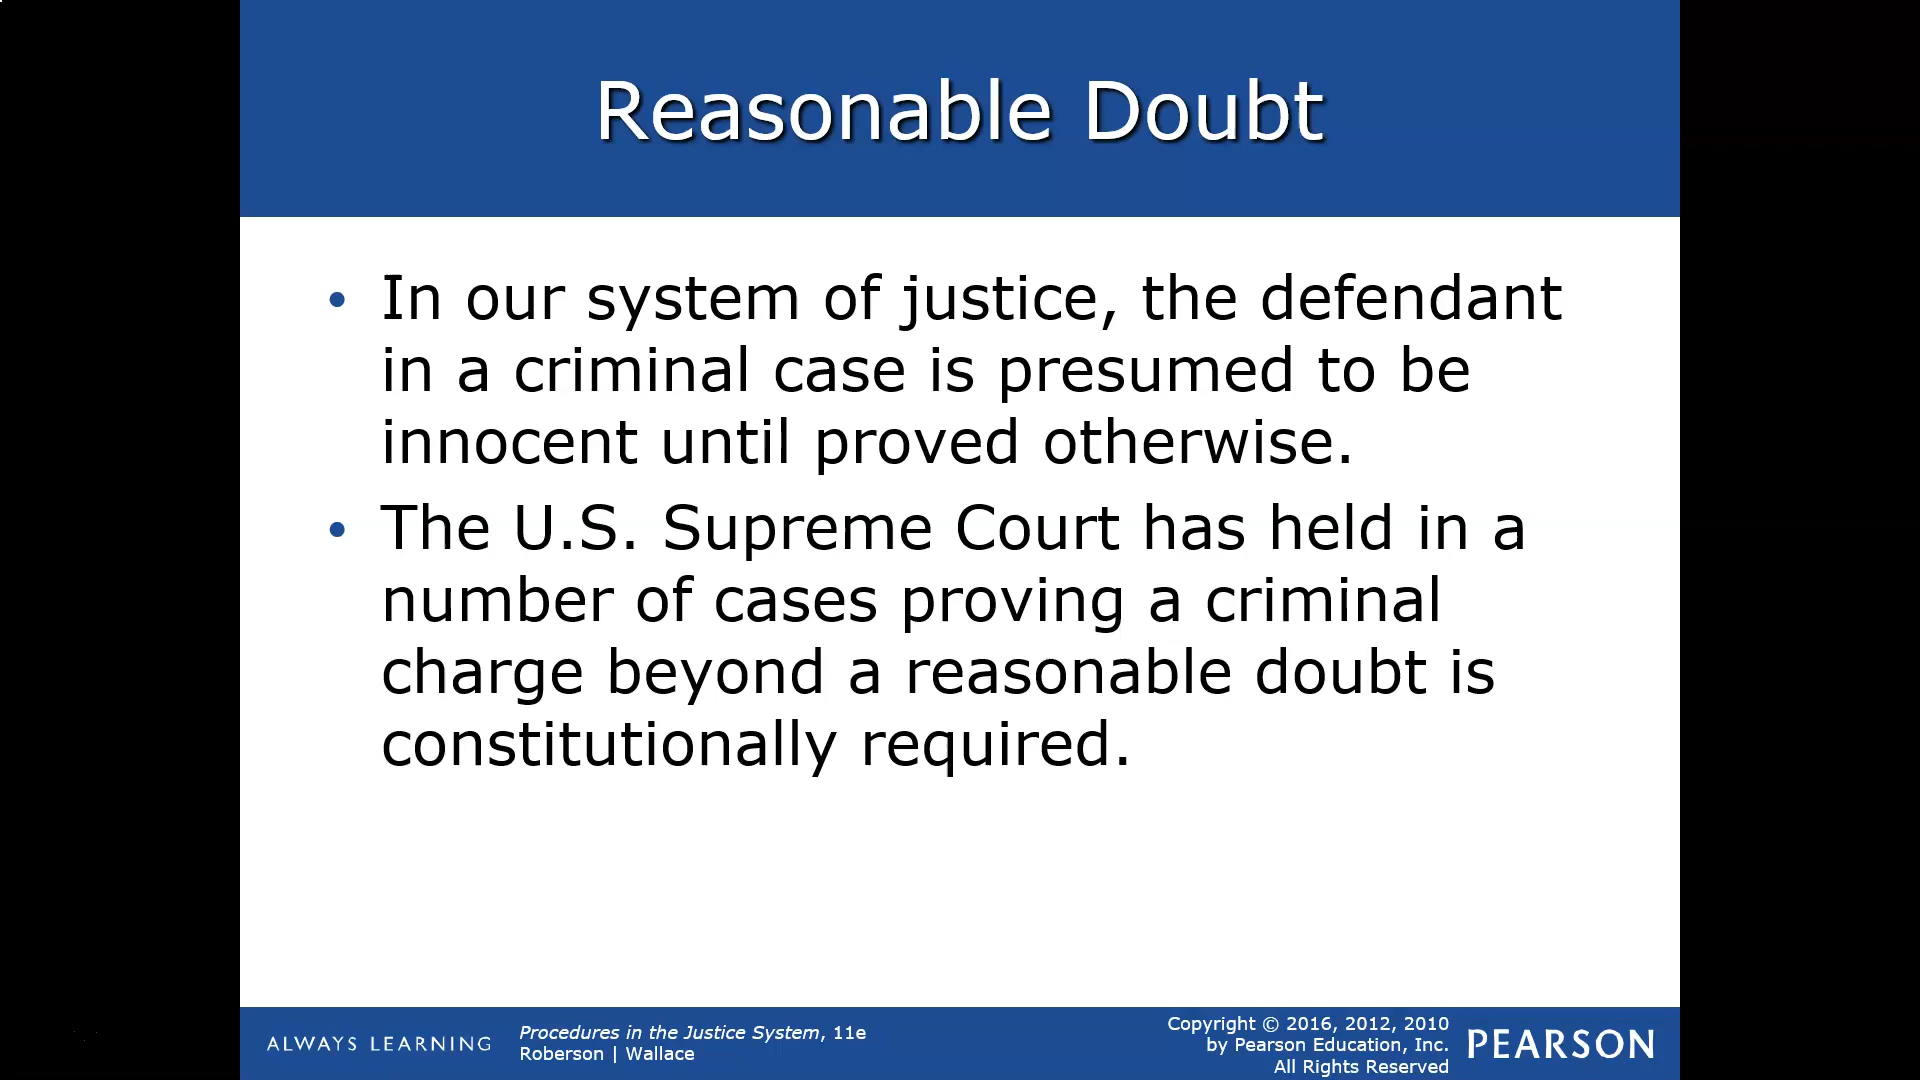 Reasonable Doubt
• In our system of justice, the defendant
in a criminal case is presumed to be
innocent until proved otherwise.
• The U.S. Supreme Court has held in a
number of cases proving a criminal
charge beyond a reasonable doubt is
constitutionally required.
ALWAYS LEARNING
Procedures in the Justice System, 11e
Roberson | Wallace
Copyright © 2016, 2012, 2010
by Pearson Education, Inc.
All Rights Reserved
PEARSON